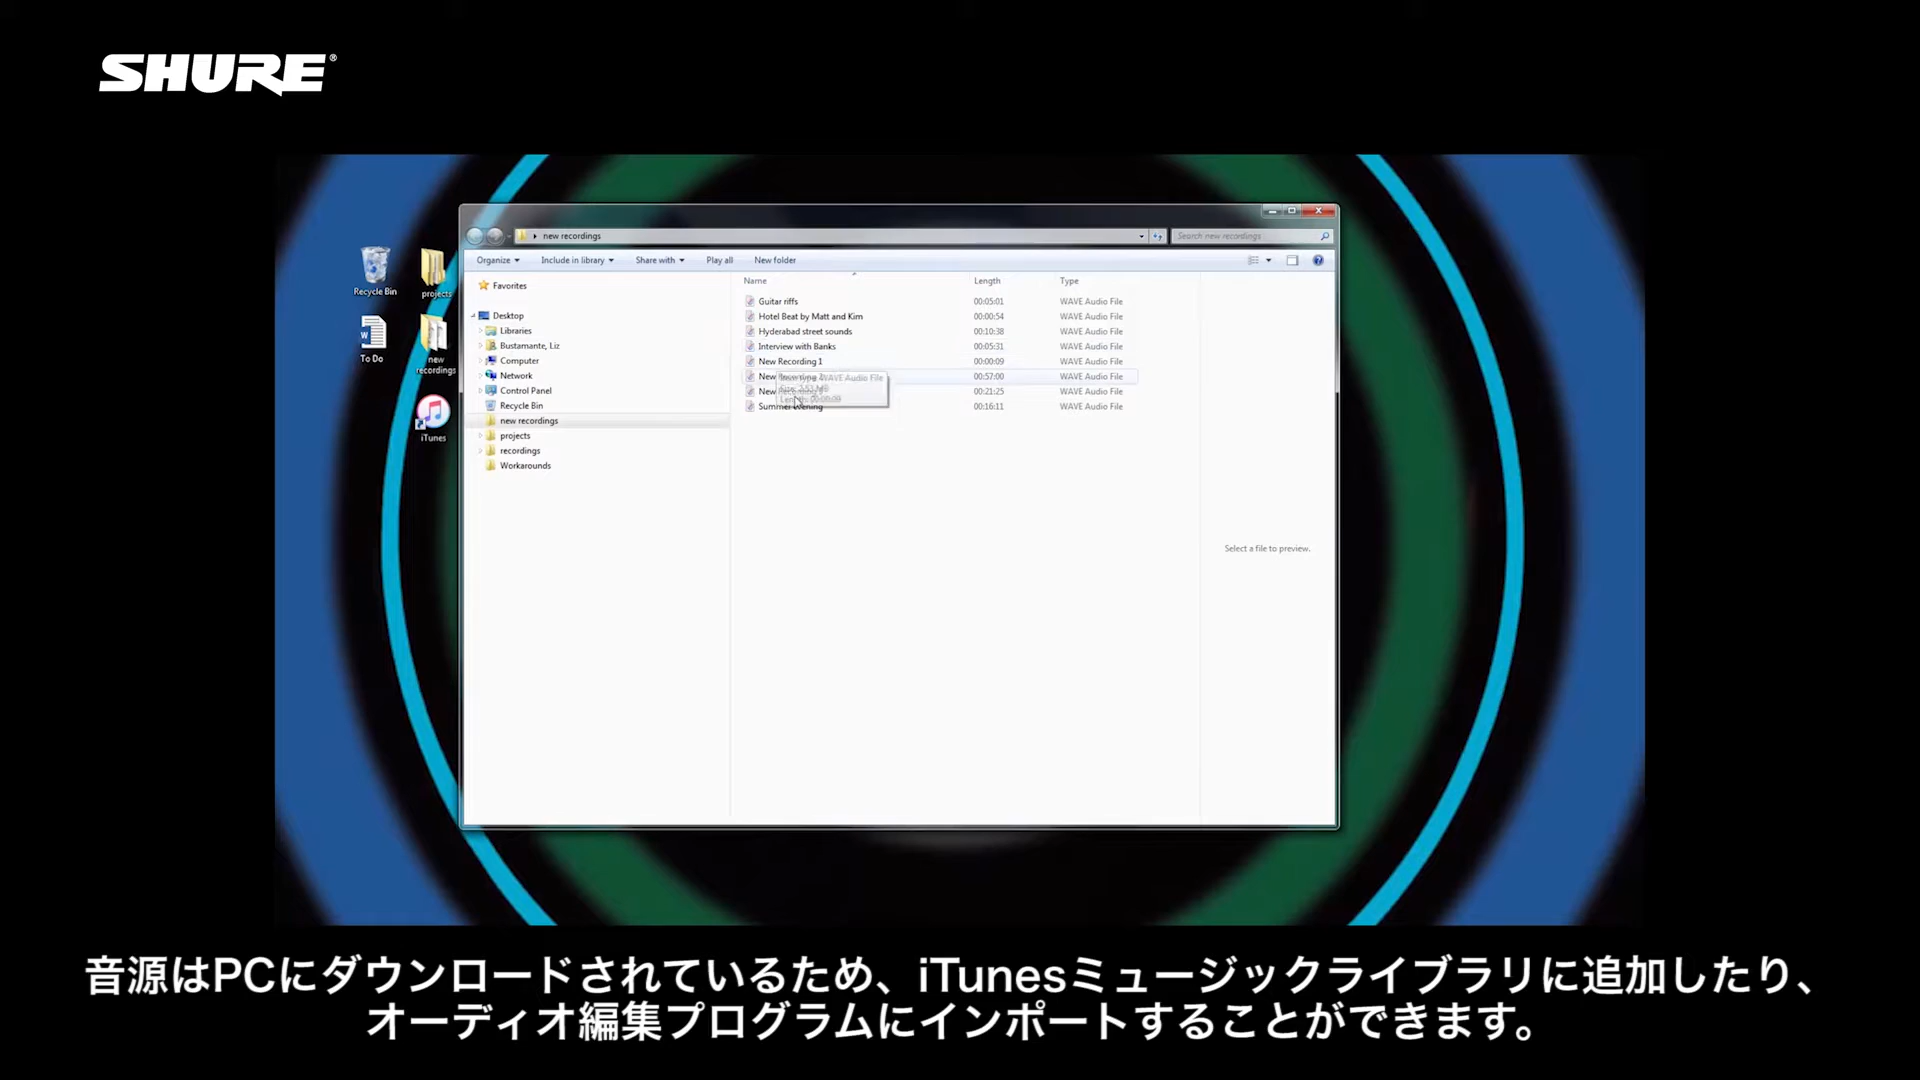 SHURE®
new recordings
Search new recordings
Organize
Include in library
Share with
Play all
New folder
Recycle Bin
projects
To Do
new
recordings
iTunes
Favorites
Desktop
Libraries
Bustamante, Liz
Computer
Network
Control Panel
Recycle Bin
new recordings
projects
recordings
Workarounds
Name Length Type
Guitar riffs 00:05:01 WAVE Audio File
Hotel Beat by Matt and Kim 00:00:54 WAVE Audio File
Hyderabad street sounds 00:10:38 WAVE Audio File
Interview with Banks 00:05:31 WAVE Audio File
New Recording 1 00:00:09 WAVE Audio File
New 00:57:00 WAVE Audio File
New 00:21:25 WAVE Audio File
Summer Evening 00:16:11 WAVE Audio File
WAVE Audio File
Select a file to preview.
音源はPCにダウンロードされているため、iTunesミュージックライブラリに追加したり、
オーディオ編集プログラムにインポートすることができます。